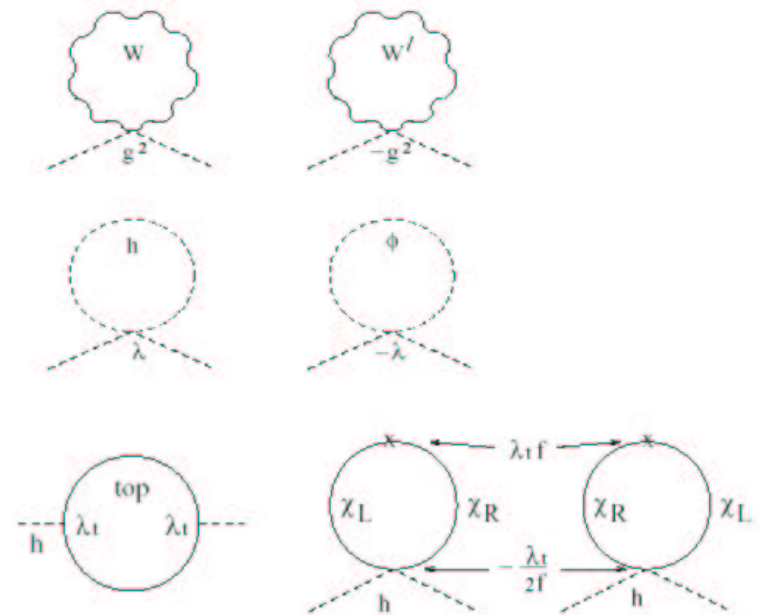 W W′
g² −g²
h ϕ
λ −λ
x λt f x
top
χL χR χR χL
h λt λt
− λt/2f
h h